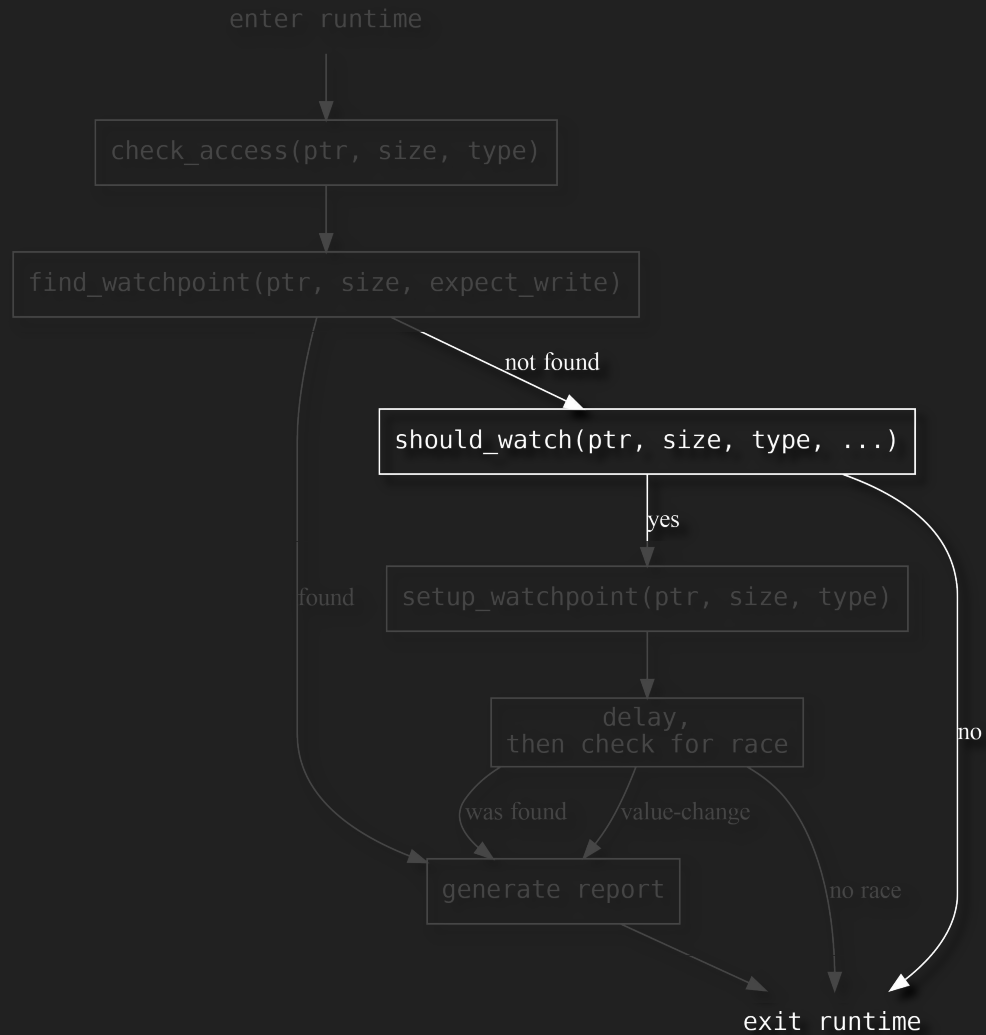 enter runtime
check_access(ptr, size, type)
find_watchpoint(ptr, size, expect_write)
not found
should_watch(ptr, size, type, ...)
yes
found
setup_watchpoint(ptr, size, type)
delay,
then check for race
no
was found
value-change
generate report
no race
exit runtime